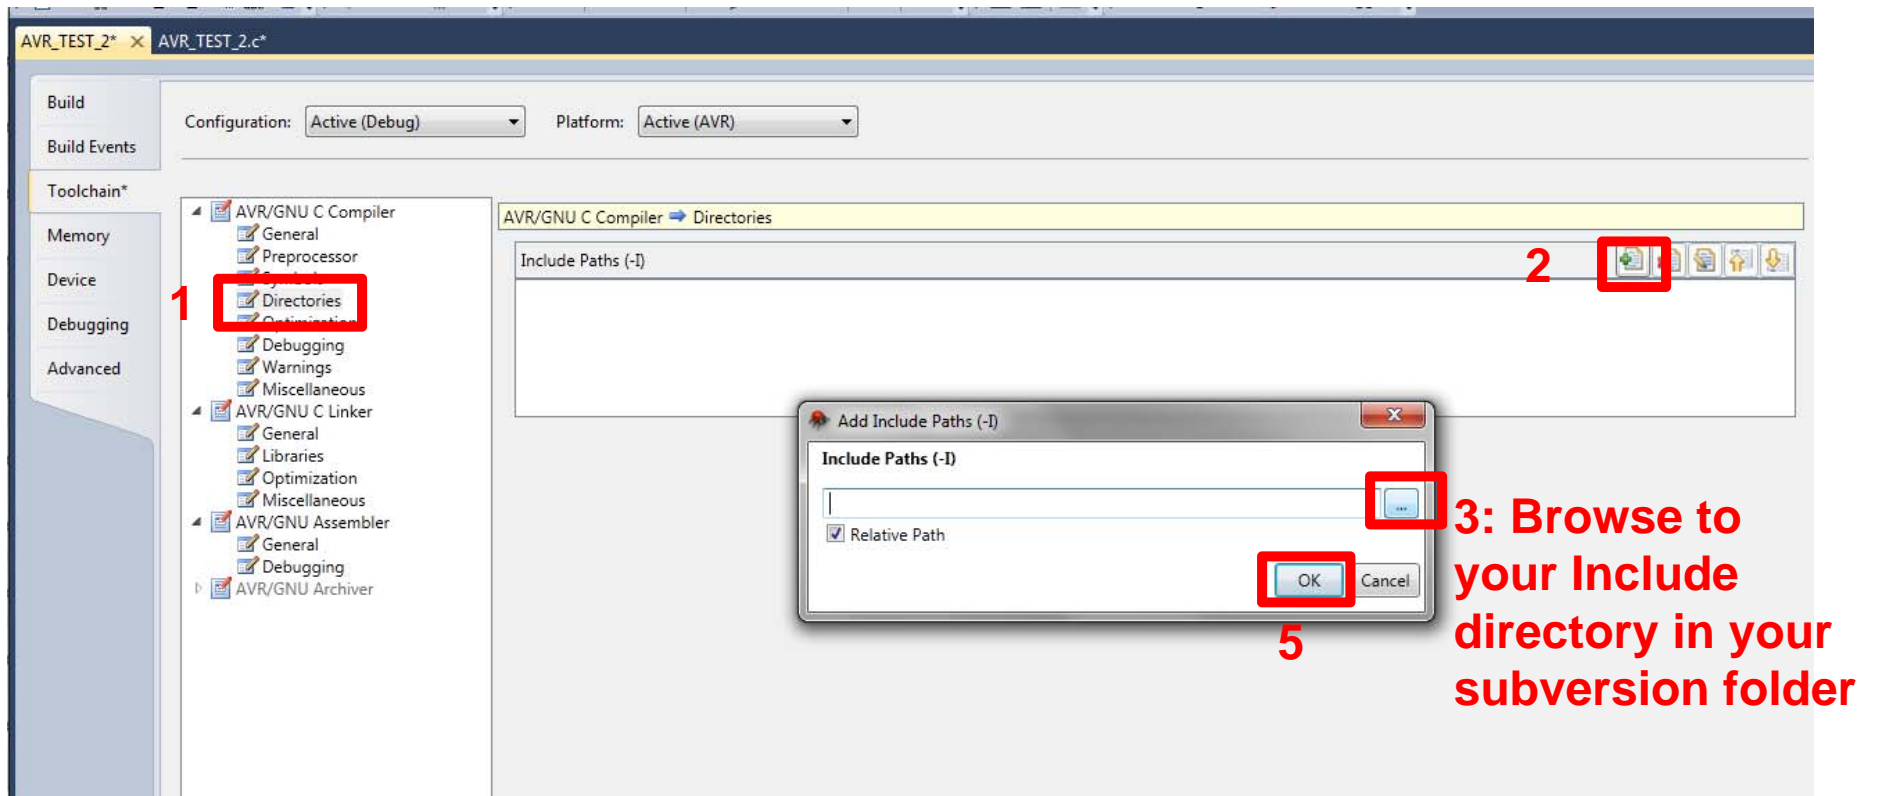 AVR_TEST_2* AVR_TEST_2.c*
Build
Build Events
Toolchain*
Memory
Device
Debugging
Advanced
Configuration: Active (Debug) Platform: Active (AVR)
AVR/GNU C Compiler
General
Preprocessor
Directories
Optimization
Debugging
Warnings
Miscellaneous
AVR/GNU C Linker
General
Libraries
Optimization
Miscellaneous
AVR/GNU Assembler
General
Debugging
AVR/GNU Archiver
1
AVR/GNU C Compiler Directories
Include Paths (-I)
2
Add Include Paths (-I)
Include Paths (-I)
...
Relative Path
OK Cancel
5
3: Browse to
your Include
directory in your
subversion folder